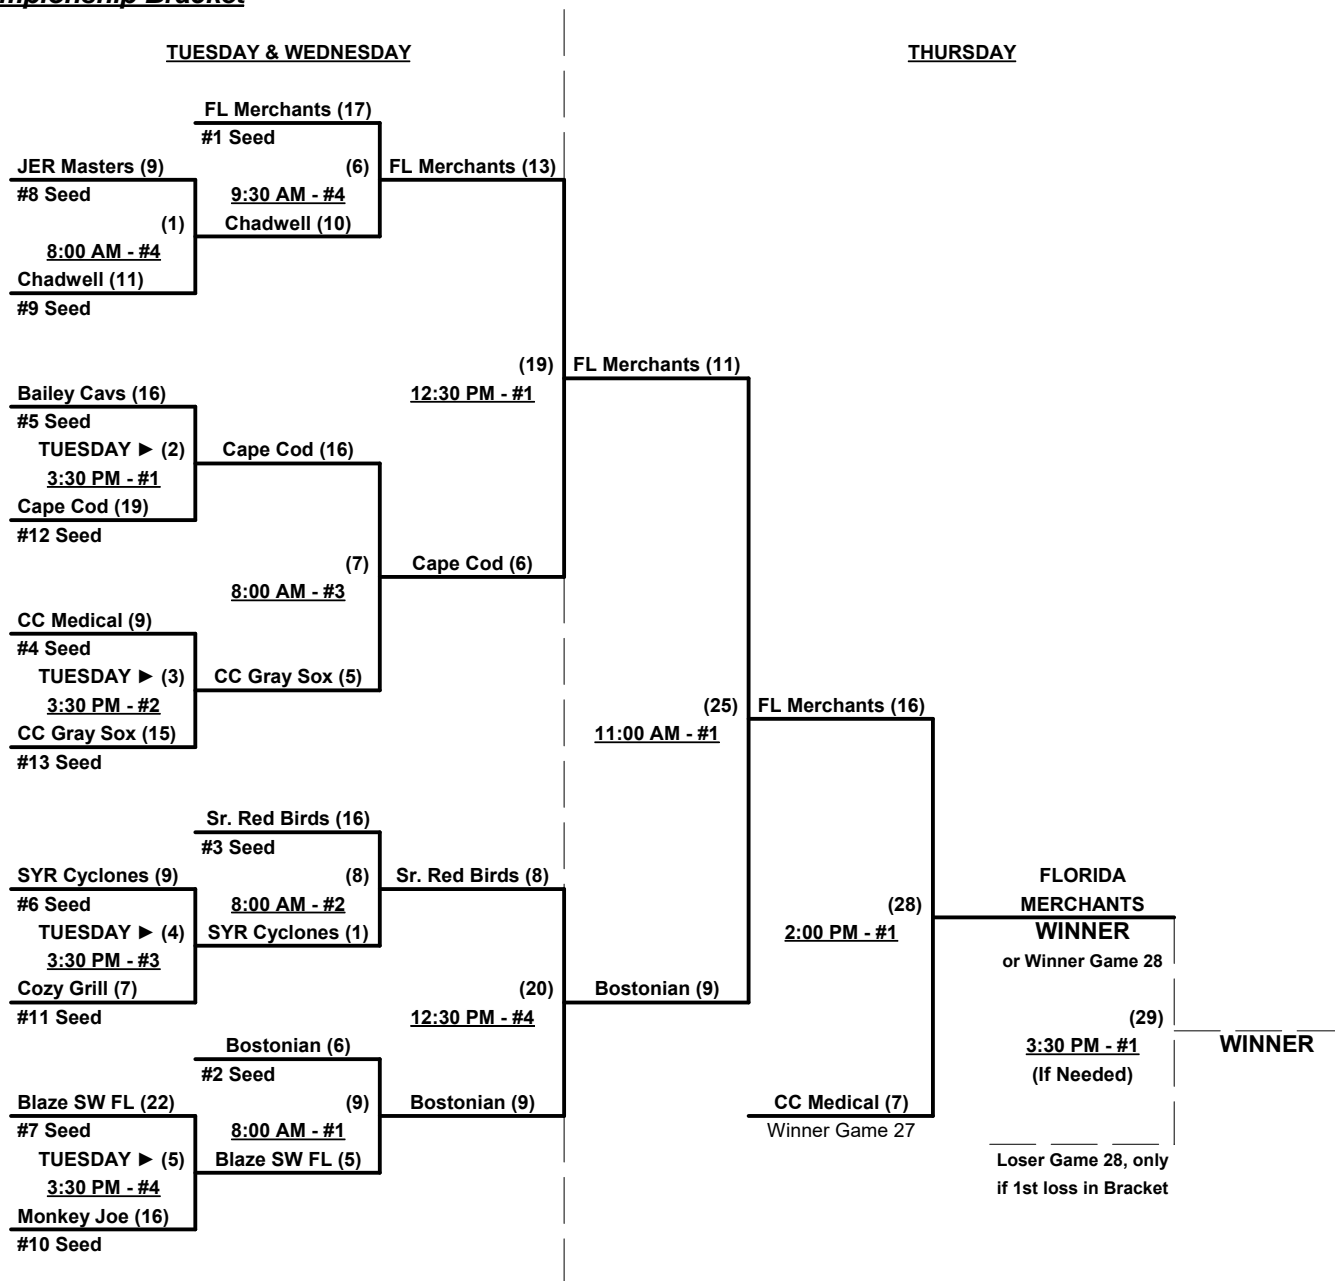 mpionship Bracket
TUESDAY & WEDNESDAY
THURSDAY
FL Merchants (17)
#1 Seed
JER Masters (9)
(6)
FL Merchants (13)
#8 Seed
9:30 AM - #4
(1)
Chadwell (10)
8:00 AM - #4
Chadwell (11)
#9 Seed
(19)
FL Merchants (11)
Bailey Cavs (16)
12:30 PM - #1
#5 Seed
TUESDAY ► (2)
Cape Cod (16)
3:30 PM - #1
Cape Cod (19)
#12 Seed
(7)
Cape Cod (6)
8:00 AM - #3
CC Medical (9)
#4 Seed
TUESDAY ► (3)
CC Gray Sox (5)
3:30 PM - #2
(25)
FL Merchants (16)
CC Gray Sox (15)
11:00 AM - #1
#13 Seed
Sr. Red Birds (16)
#3 Seed
SYR Cyclones (9)
(8)
Sr. Red Birds (8)
FLORIDA
#6 Seed
8:00 AM - #2
(28)
MERCHANTS
TUESDAY ► (4)
SYR Cyclones (1)
2:00 PM - #1
WINNER
3:30 PM - #3
or Winner Game 28
Cozy Grill (7)
(20)
Bostonian (9)
#11 Seed
12:30 PM - #4
(29)
Bostonian (6)
3:30 PM - #1
WINNER
#2 Seed
(If Needed)
Blaze SW FL (22)
(9)
Bostonian (9)
CC Medical (7)
#7 Seed
8:00 AM - #1
Winner Game 27
TUESDAY ► (5)
Blaze SW FL (5)
Loser Game 28, only
3:30 PM - #4
if 1st loss in Bracket
Monkey Joe (16)
#10 Seed